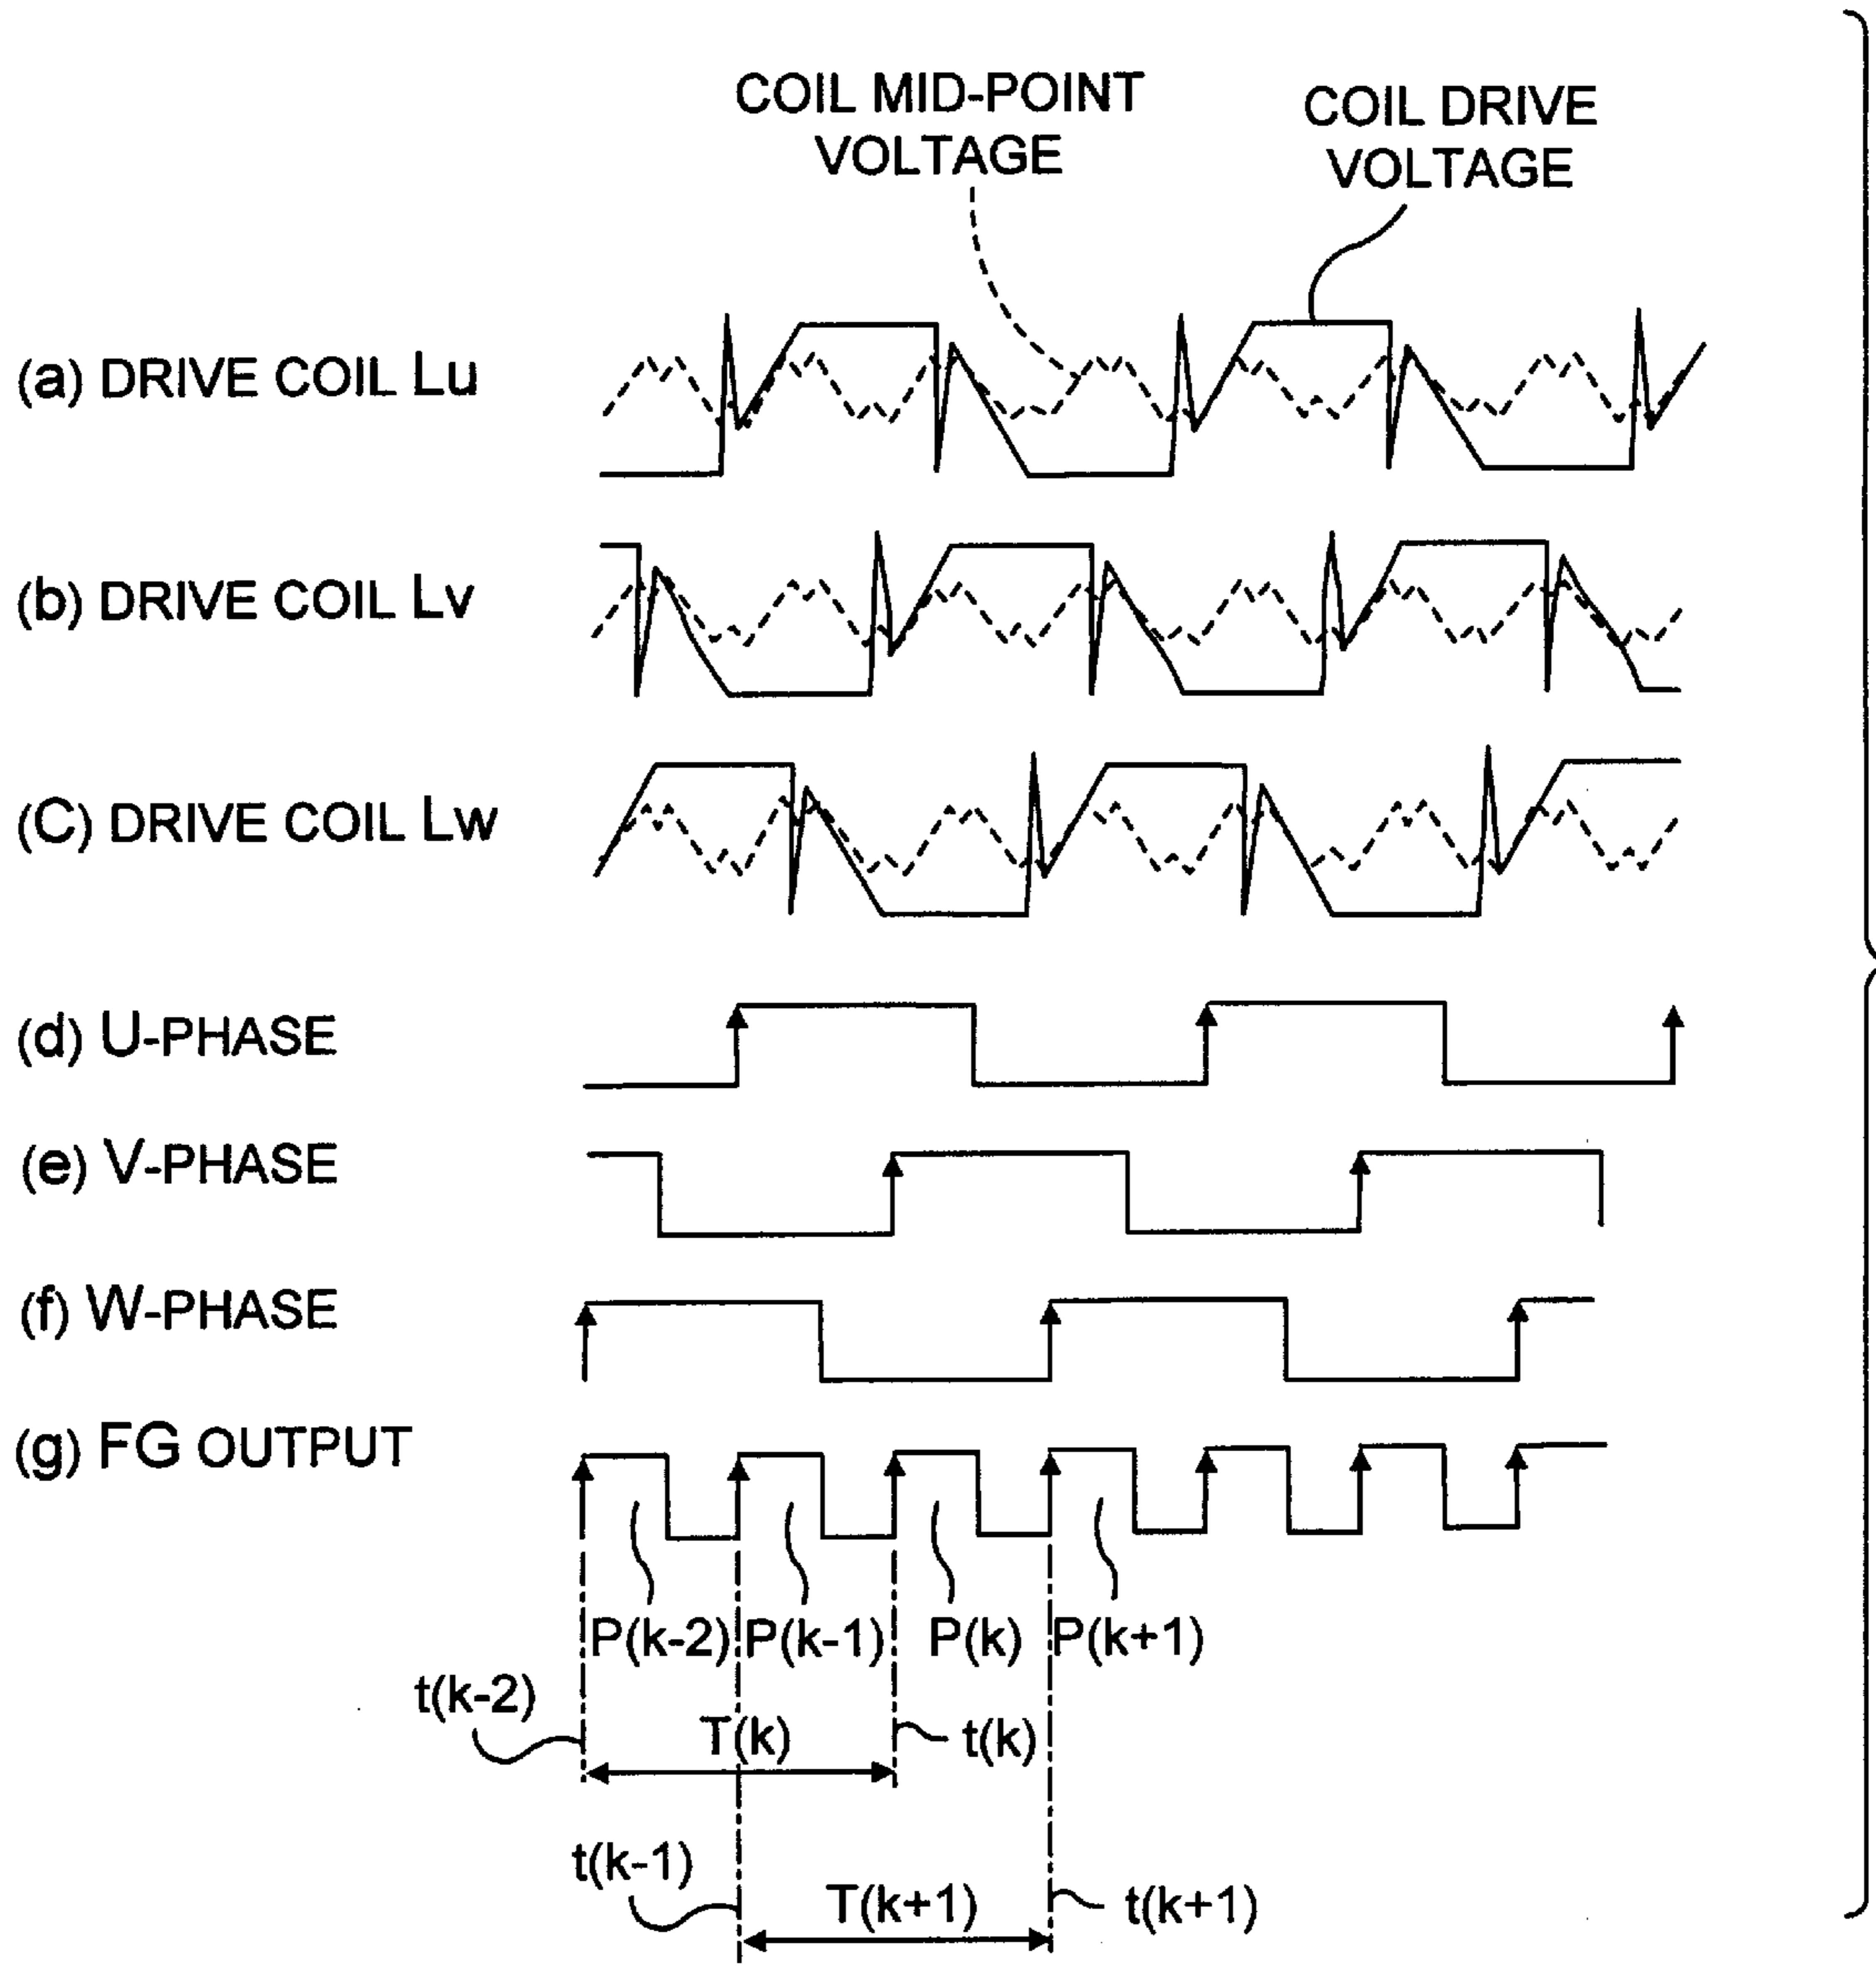 COIL MID-POINT
VOLTAGE
COIL DRIVE
VOLTAGE
(a) DRIVE COIL Lu
(b) DRIVE COIL Lv
(C) DRIVE COIL Lw
(d) U-PHASE
(e) V-PHASE
(f) W-PHASE
(g) FG OUTPUT
P(k-2) P(k-1) P(k) P(k+1)
t(k-2)
T(k)
t(k)
t(k-1)
T(k+1)
t(k+1)